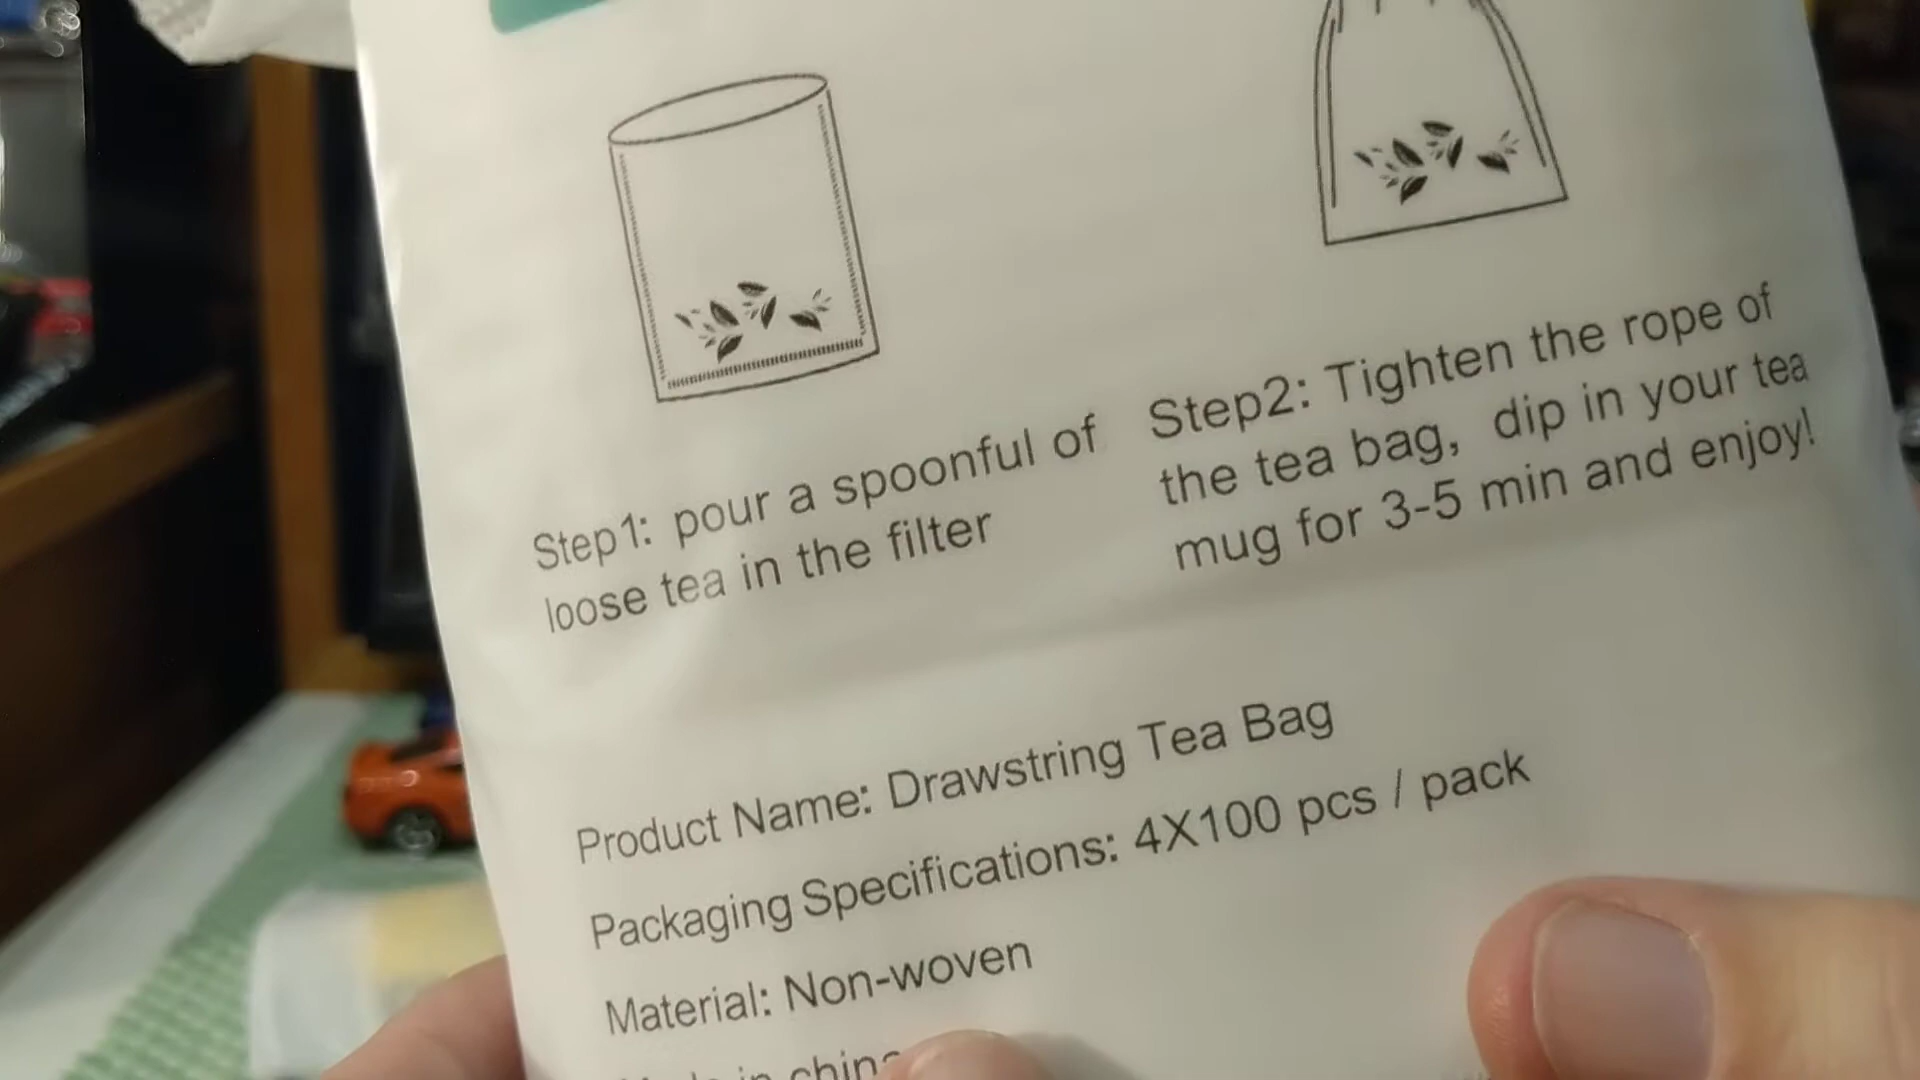 Step1: pour a spoonful of
loose tea in the filter
Step2: Tighten the rope of
the tea bag, dip in your tea
mug for 3-5 min and enjoy!
Product Name: Drawstring Tea Bag
Packaging Specifications: 4X100 pcs / pack
Material: Non-woven
in china